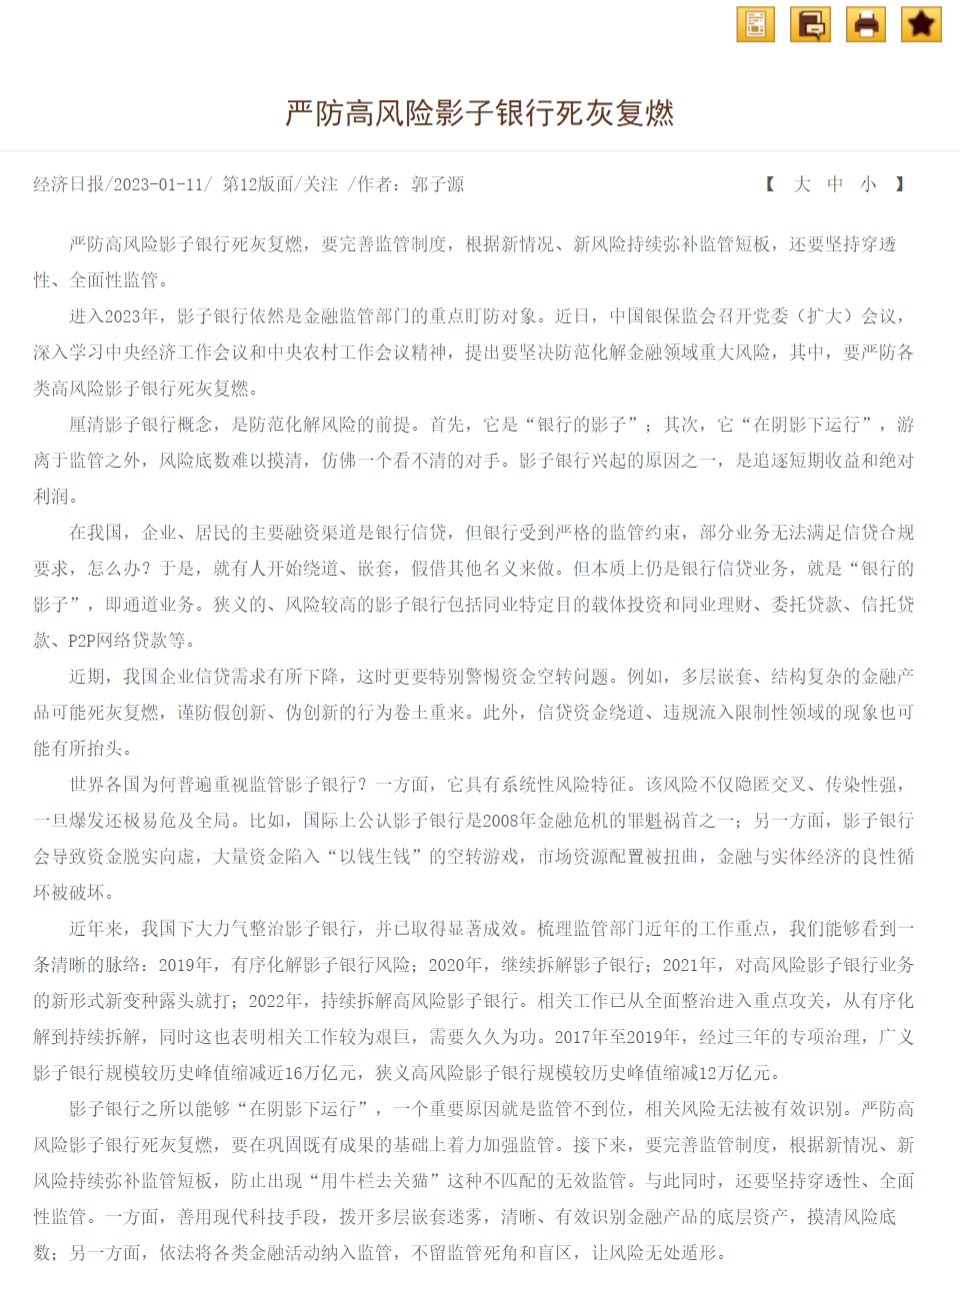 严防高风险影子银行死灰复燃
经济日报/2023-01-11/ 第12版面/关注 /作者：郭子源 【 大 中 小 】
严防高风险影子银行死灰复燃，要完善监管制度，根据新情况、新风险持续弥补监管短板，还要坚持穿透
性、全面性监管。
进入2023年，影子银行依然是金融监管部门的重点盯防对象。近日，中国银保监会召开党委（扩大）会议，
深入学习中央经济工作会议和中央农村工作会议精神，提出要坚决防范化解金融领域重大风险，其中，要严防各
类高风险影子银行死灰复燃。
厘清影子银行概念，是防范化解风险的前提。首先，它是“银行的影子”；其次，它“在阴影下运行”，游
离于监管之外，风险底数难以摸清，仿佛一个看不清的对手。影子银行兴起的原因之一，是追逐短期收益和绝对
利润。
在我国，企业、居民的主要融资渠道是银行信贷，但银行受到严格的监管约束，部分业务无法满足信贷合规
要求，怎么办？于是，就有人开始绕道、嵌套，假借其他名义来做。但本质上仍是银行信贷业务，就是“银行的
影子”，即通道业务。狭义的、风险较高的影子银行包括同业特定目的载体投资和同业理财、委托贷款、信托贷
款、P2P网络贷款等。
近期，我国企业信贷需求有所下降，这时更要特别警惕资金空转问题。例如，多层嵌套、结构复杂的金融产
品可能死灰复燃，谨防假创新、伪创新的行为卷土重来。此外，信贷资金绕道、违规流入限制性领域的现象也可
能有所抬头。
世界各国为何普遍重视监管影子银行？一方面，它具有系统性风险特征。该风险不仅隐匿交叉、传染性强，
一旦爆发还极易危及全局。比如，国际上公认影子银行是2008年金融危机的罪魁祸首之一；另一方面，影子银行
会导致资金脱实向虚，大量资金陷入“以钱生钱”的空转游戏，市场资源配置被扭曲，金融与实体经济的良性循
环被破坏。
近年来，我国下大力气整治影子银行，并已取得显著成效。梳理监管部门近年的工作重点，我们能够看到一
条清晰的脉络：2019年，有序化解影子银行风险；2020年，继续拆解影子银行；2021年，对高风险影子银行业务
的新形式新变种露头就打；2022年，持续拆解高风险影子银行。相关工作已从全面整治进入重点攻关，从有序化
解到持续拆解，同时这也表明相关工作较为艰巨，需要久久为功。2017年至2019年，经过三年的专项治理，广义
影子银行规模较历史峰值缩减近16万亿元，狭义高风险影子银行规模较历史峰值缩减12万亿元。
影子银行之所以能够“在阴影下运行”，一个重要原因就是监管不到位，相关风险无法被有效识别。严防高
风险影子银行死灰复燃，要在巩固既有成果的基础上着力加强监管。接下来，要完善监管制度，根据新情况、新
风险持续弥补监管短板，防止出现“用牛栏去关猫”这种不匹配的无效监管。与此同时，还要坚持穿透性、全面
性监管。一方面，善用现代科技手段，拨开多层嵌套迷雾，清晰、有效识别金融产品的底层资产，摸清风险底
数；另一方面，依法将各类金融活动纳入监管，不留监管死角和盲区，让风险无处遁形。